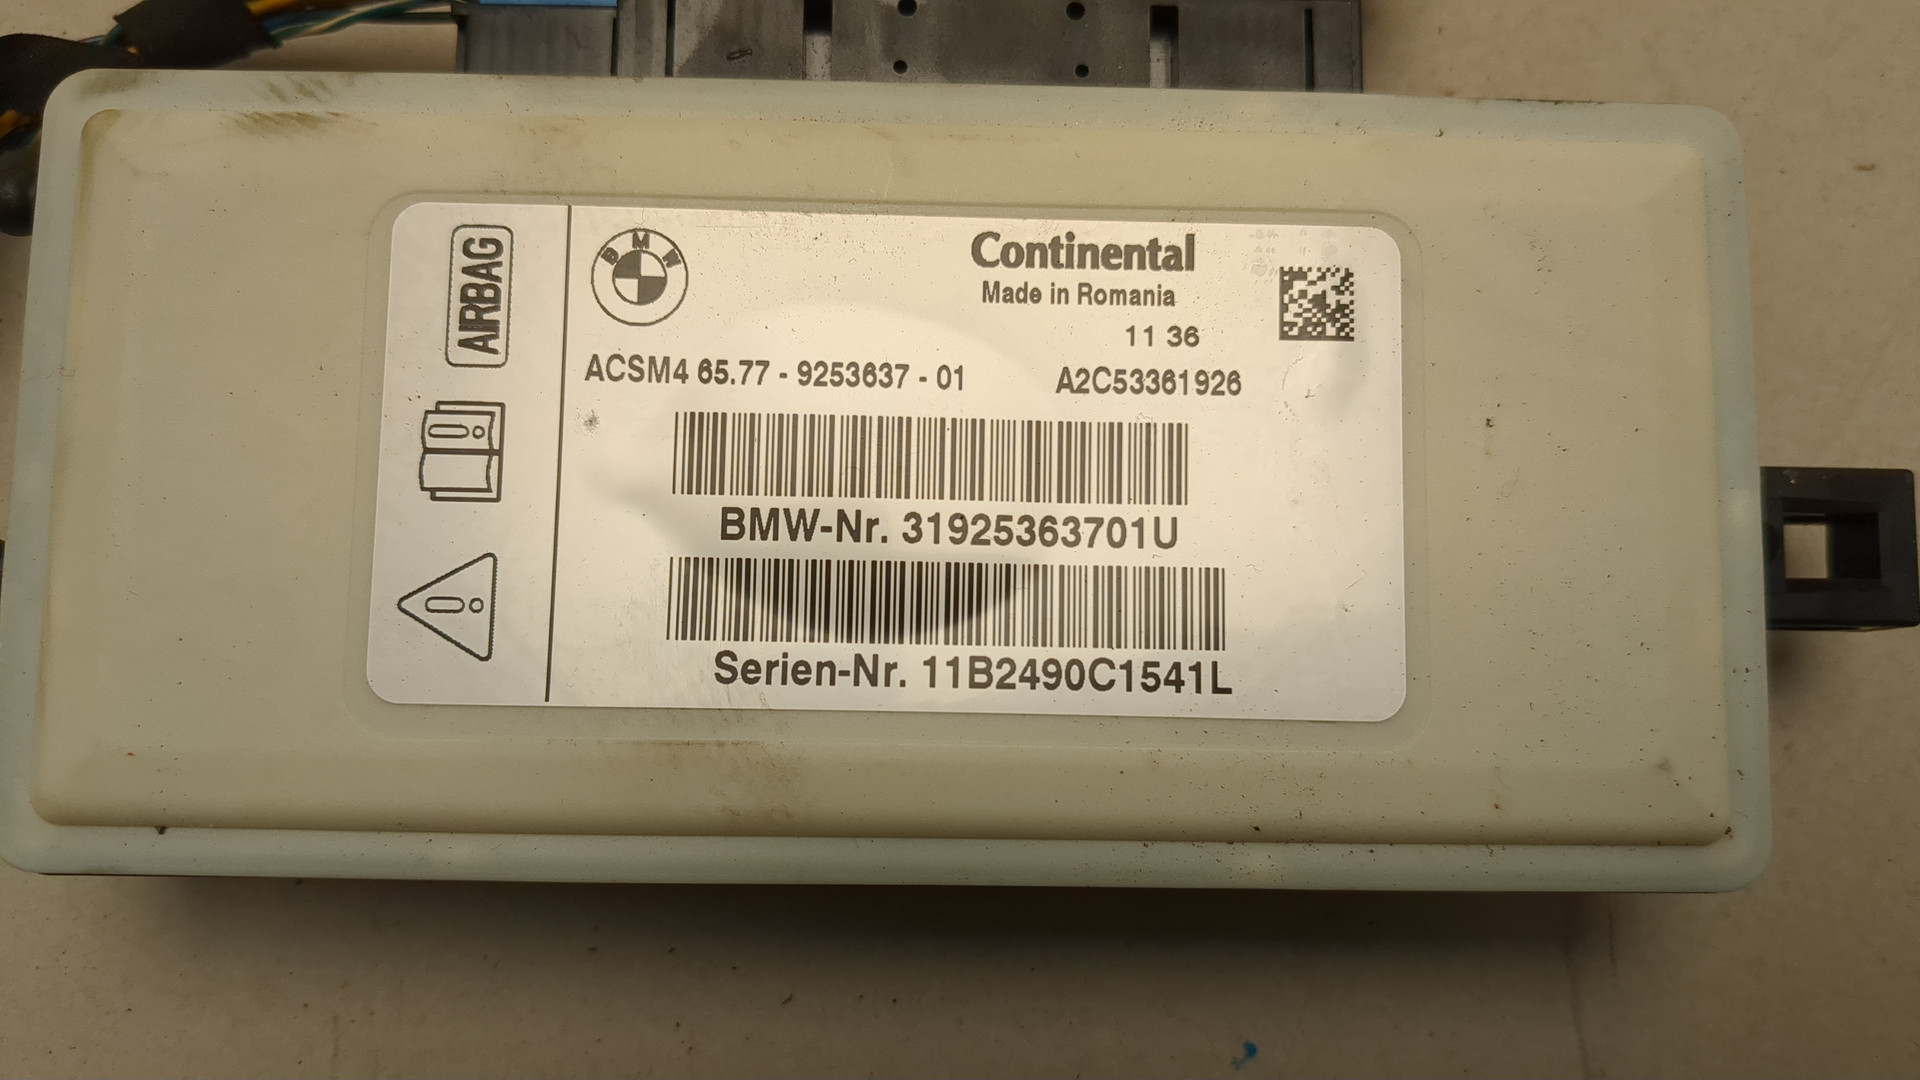 AIRBAG
BMW
Continental
Made in Romania
11 36
ACSM4 65.77 - 9253637 - 01 A2C53361926
BMW-Nr. 31925363701U
Serien-Nr. 11B2490C1541L